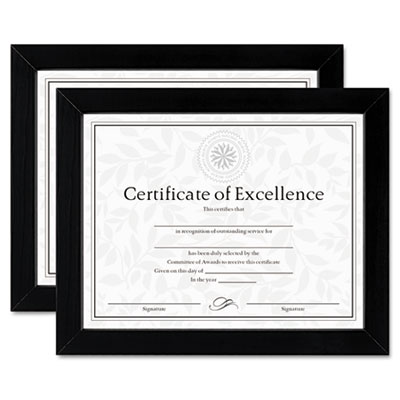 Certificate of Excellence
This certifies that
in recognition of outstanding service for
has been duly selected by the
Committee of Awards to receive this certificate
Given on this day of
In the year
Signature Signature